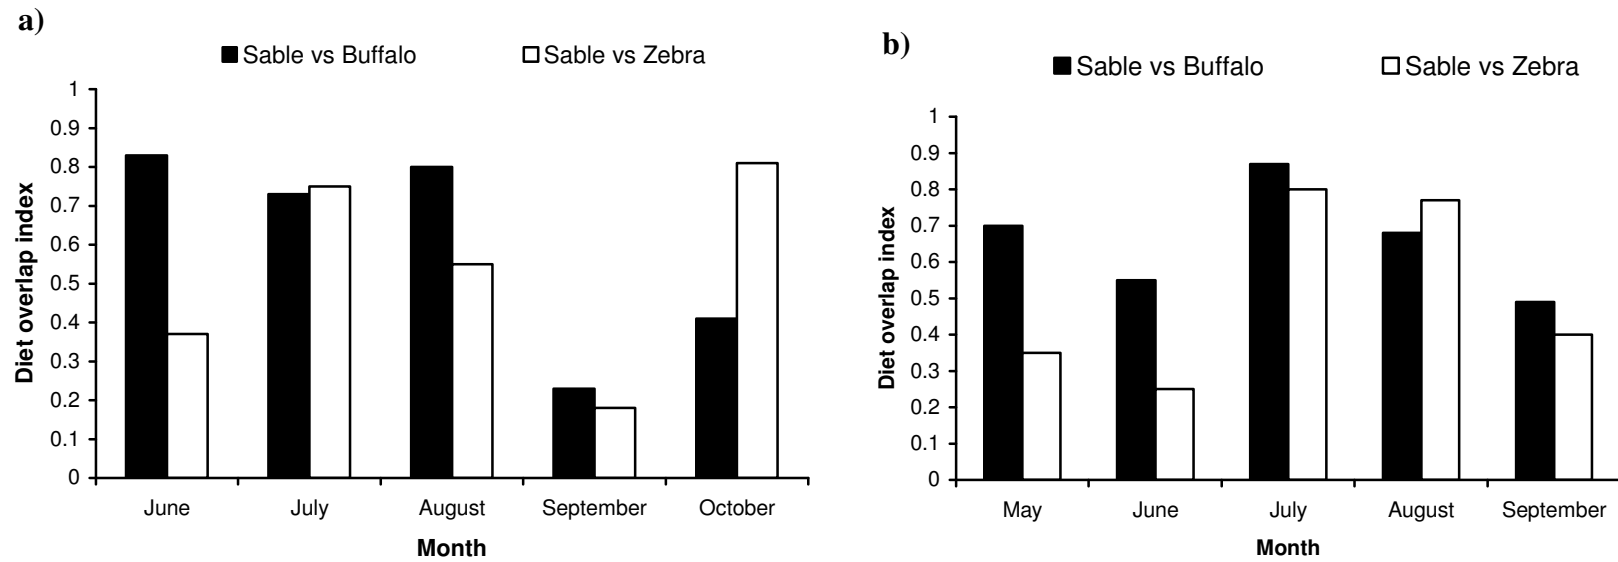 a)
Sable vs Buffalo Sable vs Zebra
1
0.9
0.8
0.7
0.6
0.5
0.4
0.3
0.2
0.1
0
Diet overlap index
June July August September October
Month
b)
Sable vs Buffalo Sable vs Zebra
1
0.9
0.8
0.7
0.6
0.5
0.4
0.3
0.2
0.1
0
Diet overlap index
May June July August September
Month